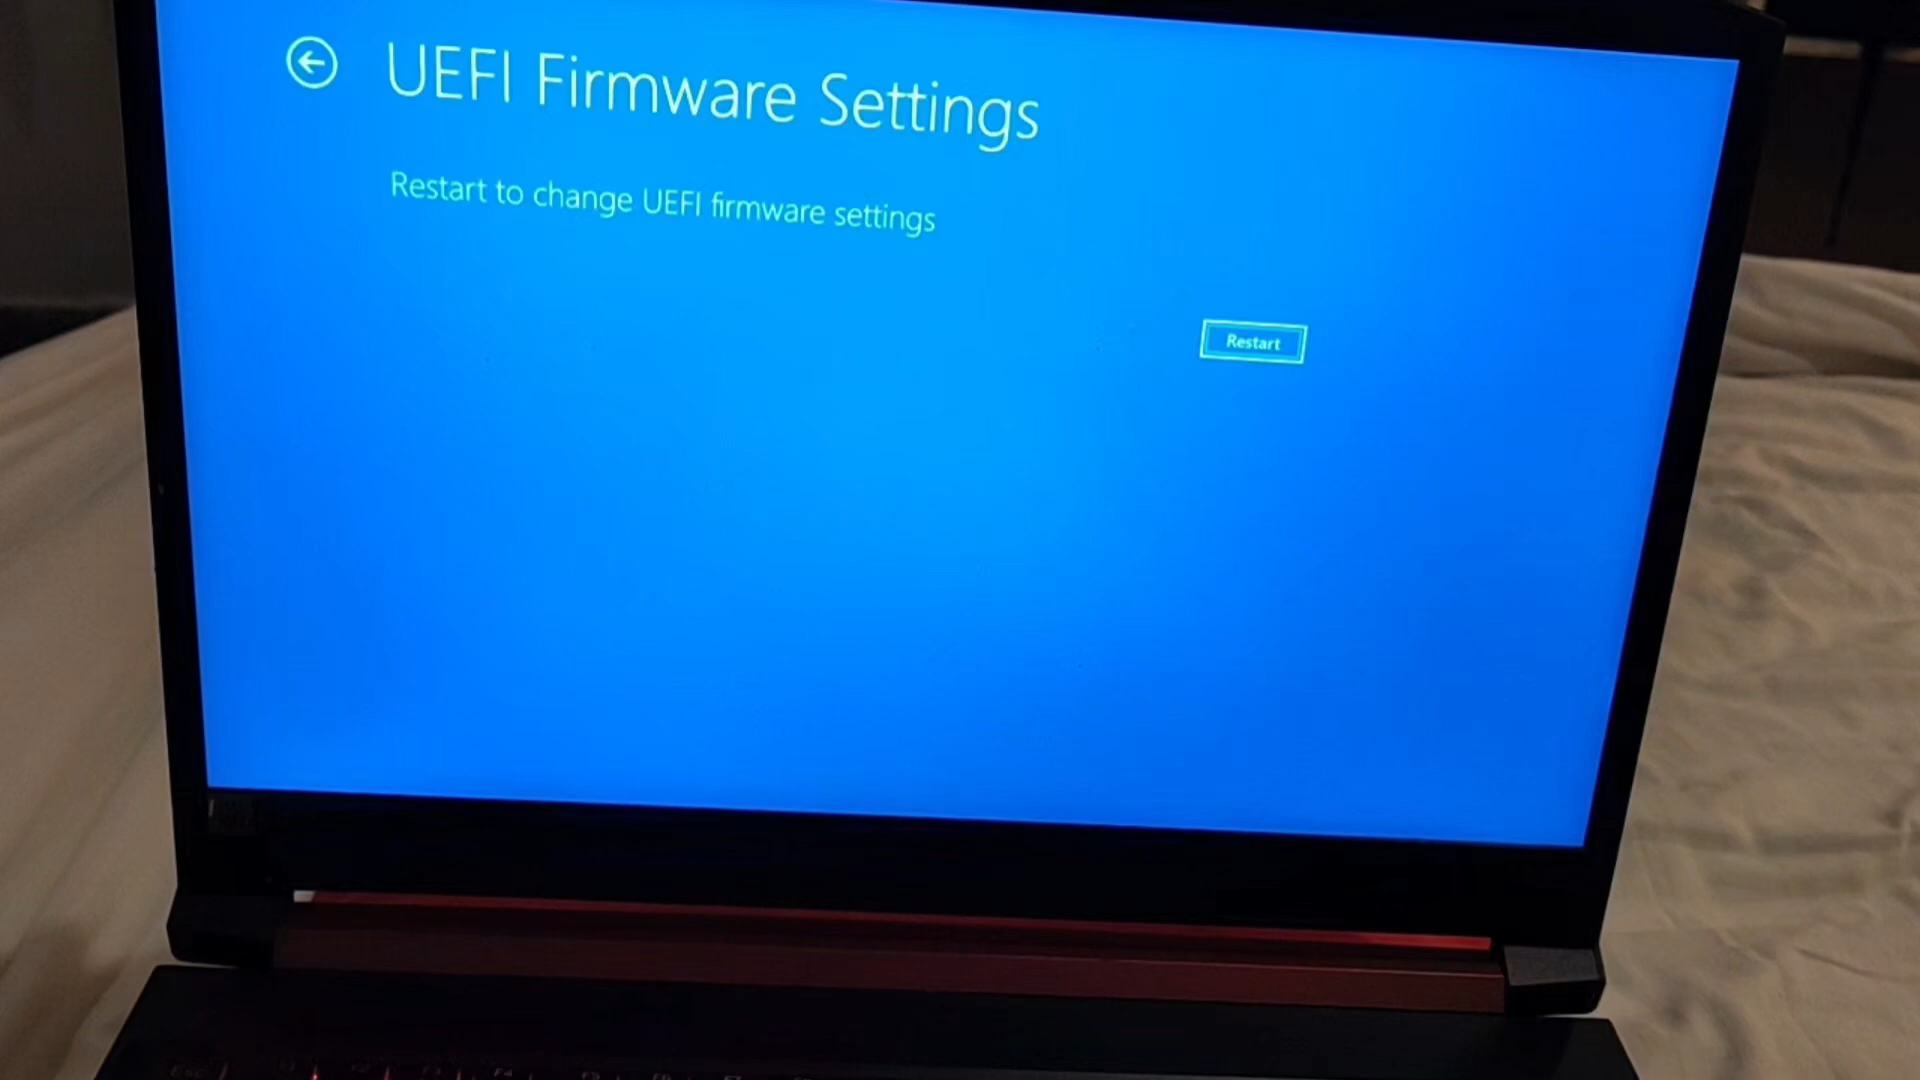 UEFI Firmware Settings
Restart to change UEFI firmware settings
Restart